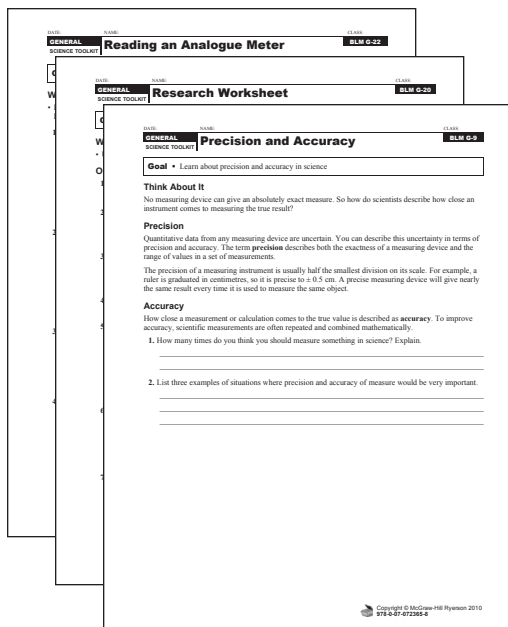 DATE: NAME: CLASS:
GENERAL
SCIENCE TOOLKIT
Reading an Analogue Meter
BLM G-22
DATE: NAME: CLASS:
GENERAL
SCIENCE TOOLKIT
Research Worksheet
BLM G-20
DATE: NAME: CLASS:
GENERAL
SCIENCE TOOLKIT
Precision and Accuracy
BLM G-9
Goal • Learn about precision and accuracy in science
Think About It
No measuring device can give an absolutely exact measure. So how do scientists describe how close an
instrument comes to measuring the true result?
Precision
Quantitative data from any measuring device are uncertain. You can describe this uncertainty in terms of
precision and accuracy. The term precision describes both the exactness of a measuring device and the
range of values in a set of measurements.
The precision of a measuring instrument is usually half the smallest division on its scale. For example, a
ruler is graduated in centimetres, so it is precise to ± 0.5 cm. A precise measuring device will give nearly
the same result every time it is used to measure the same object.
Accuracy
How close a measurement or calculation comes to the true value is described as accuracy. To improve
accuracy, scientific measurements are often repeated and combined mathematically.
1. How many times do you think you should measure something in science? Explain.
2. List three examples of situations where precision and accuracy of measure would be very important.
Copyright © McGraw-Hill Ryerson 2010
978-0-07-072365-8